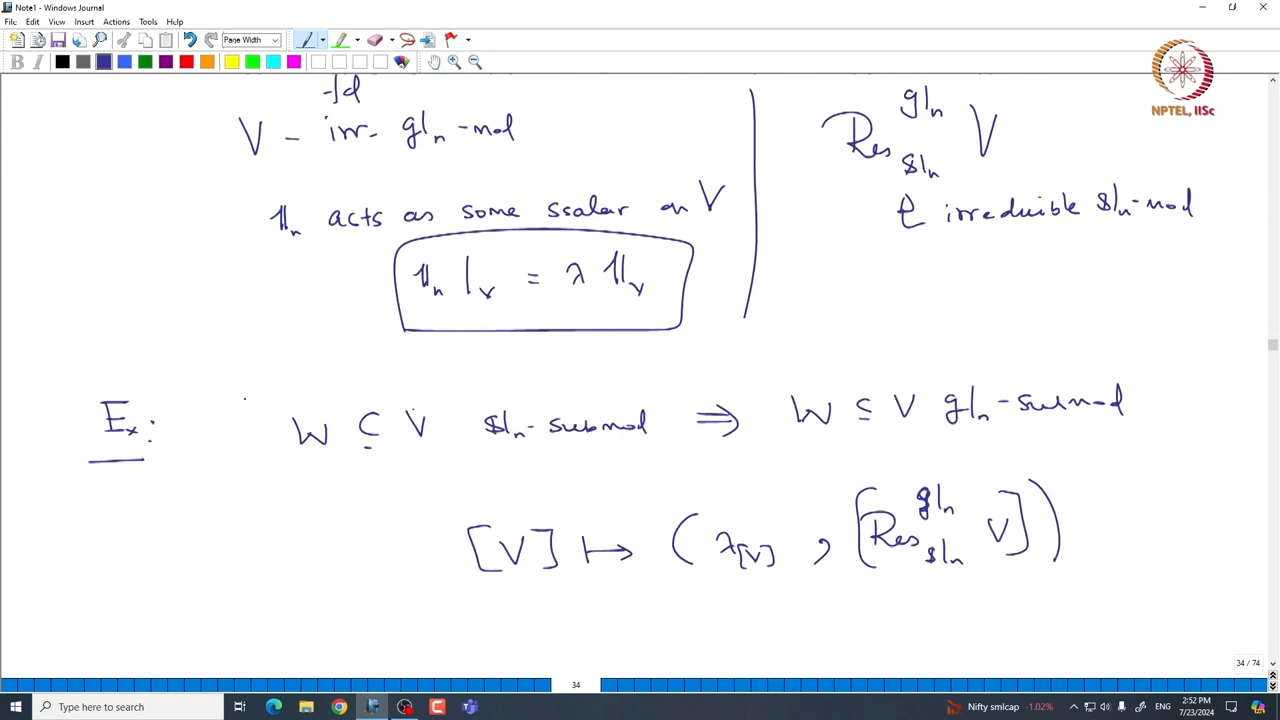 Note1 - Windows Journal
File Edit View Insert Actions Tools Help
Page Width
NPTEL, IISc
fd
V - irr. gl_n -mod
Res^{gl_n}_{sl_n} V
𝟙_n acts as some scalar on V
irreduible sl_n-mod
𝟙_n |_V = λ 𝟙_V
Ex: W ⊆ V sl_n-submod ⇒ W ⊆ V gl_n-submod
[V] ↦ (λ_{[V]}, [Res^{gl_n}_{sl_n} V])
34 / 74
34
Type here to search
Nifty smlcap -1.02%
2:52 PM
7/23/2024